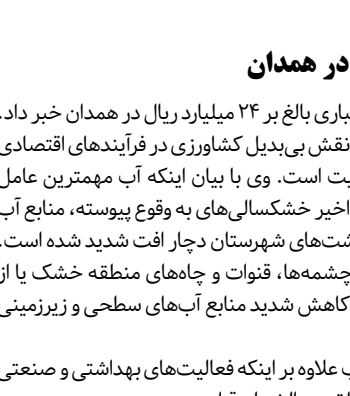 در همدان
باری بالغ بر ۲۴ میلیارد ریال در همدان خبر داد.
نقش بی‌بدیل کشاورزی در فرآیندهای اقتصادی
ت است. وی با بیان اینکه آب مهمترین عامل
اخیر خشکسالی‌های به وقوع پیوسته، منابع آب
شت‌های شهرستان دچار افت شدید شده است.
چشمه‌ها، قنوات و چاه‌های منطقه خشک یا از
کاهش شدید منابع آب‌های سطحی و زیرزمینی
علاوه بر اینکه فعالیت‌های بهداشتی و صنعتی